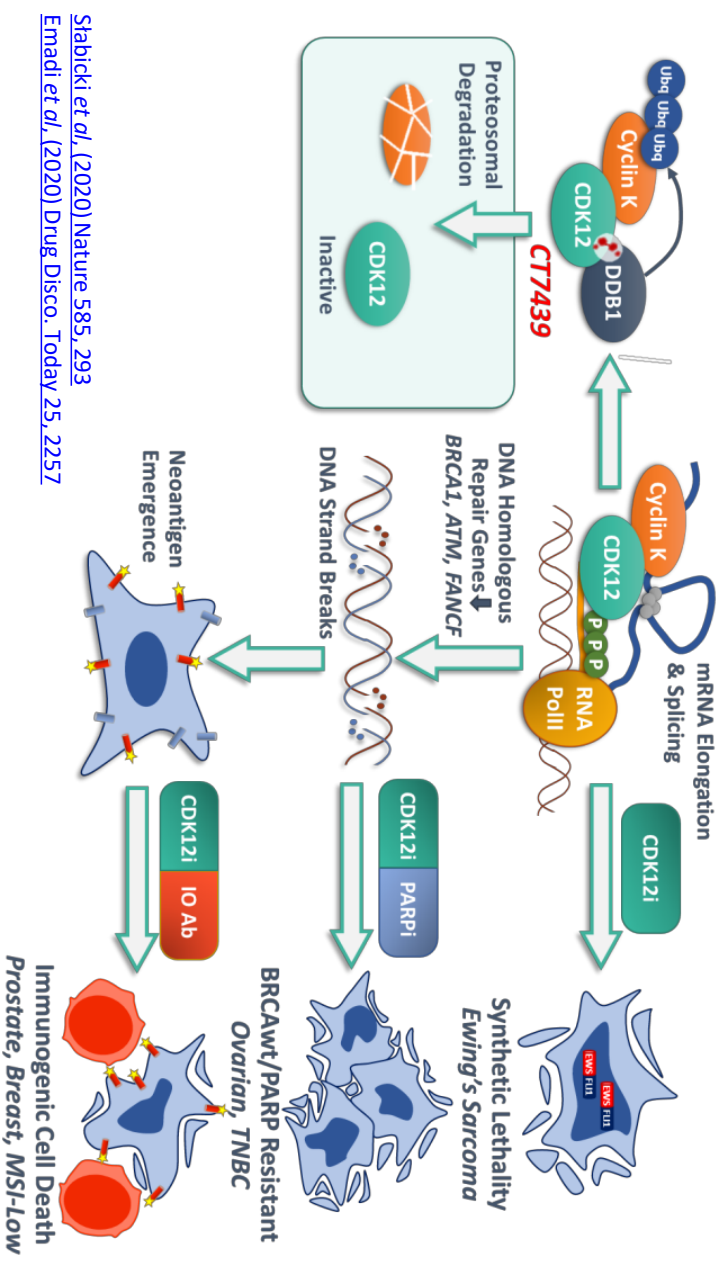 mRNA Elongation
& Splicing
Ubq Ubq Ubq
Cyclin K
CDK12
DDB1
CT7439
Proteosomal
Degradation
CDK12
Inactive
Cyclin K
CDK12
P P P
RNA
PolII
CDK12i
EWS FLI1
EWS FLI1
Synthetic Lethality
Ewing's Sarcoma
DNA Homologous
Repair Genes
BRCA1, ATM, FANCF
DNA Strand Breaks
CDK12i PARPi
BRCAwt/PARP Resistant
Ovarian, TNBC
Neoantigen
Emergence
CDK12i IO Ab
Immunogenic Cell Death
Prostate, Breast, MSI-Low
Słabicki et al, (2020) Nature 585, 293
Emadi et al, (2020) Drug Disco. Today 25, 2257